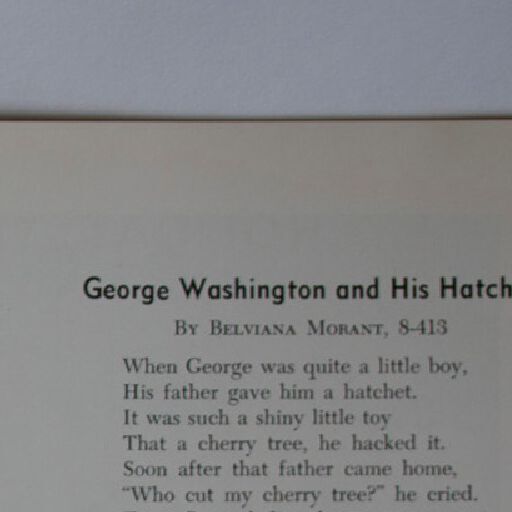 George Washington and His Hatch
By Belviana Morant, 8-413
When George was quite a little boy,
His father gave him a hatchet.
It was such a shiny little toy
That a cherry tree, he hacked it.
Soon after that father came home,
"Who cut my cherry tree?" he cried.